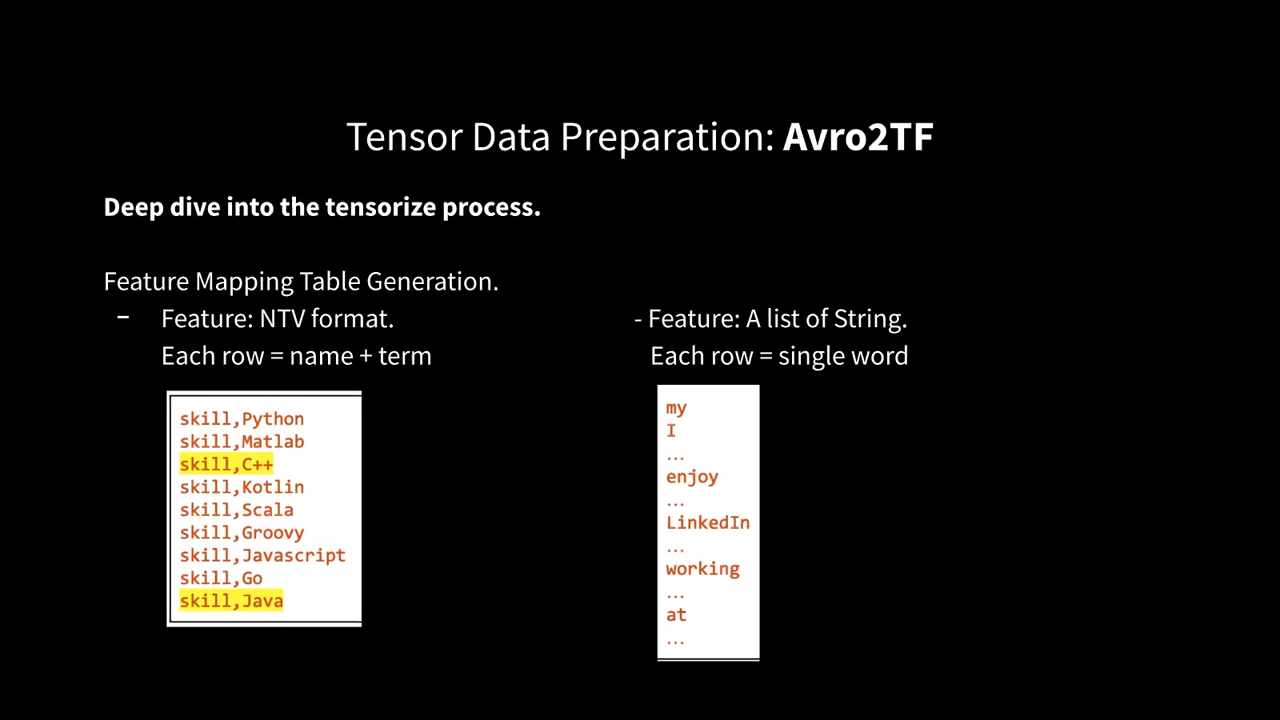 Tensor Data Preparation: Avro2TF
Deep dive into the tensorize process.
Feature Mapping Table Generation.
– Feature: NTV format.
Each row = name + term
skill,Python
skill,Matlab
skill,C++
skill,Kotlin
skill,Scala
skill,Groovy
skill,Javascript
skill,Go
skill,Java
- Feature: A list of String.
Each row = single word
my
I
...
enjoy
...
LinkedIn
...
working
...
at
...